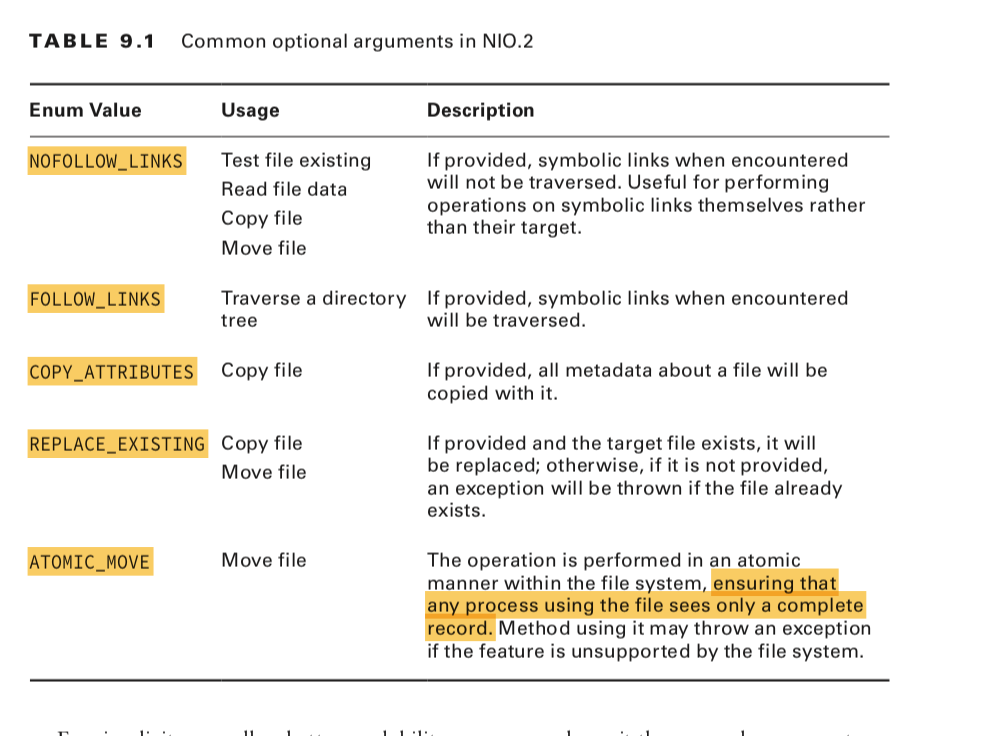 TABLE 9.1 Common optional arguments in NIO.2
Enum Value Usage Description
NOFOLLOW_LINKS Test file existing If provided, symbolic links when encountered
Read file data will not be traversed. Useful for performing
Copy file operations on symbolic links themselves rather
Move file than their target.
FOLLOW_LINKS Traverse a directory If provided, symbolic links when encountered
tree will be traversed.
COPY_ATTRIBUTES Copy file If provided, all metadata about a file will be
copied with it.
REPLACE_EXISTING Copy file If provided and the target file exists, it will
Move file be replaced; otherwise, if it is not provided,
an exception will be thrown if the file already
exists.
ATOMIC_MOVE Move file The operation is performed in an atomic
manner within the file system, ensuring that
any process using the file sees only a complete
record. Method using it may throw an exception
if the feature is unsupported by the file system.